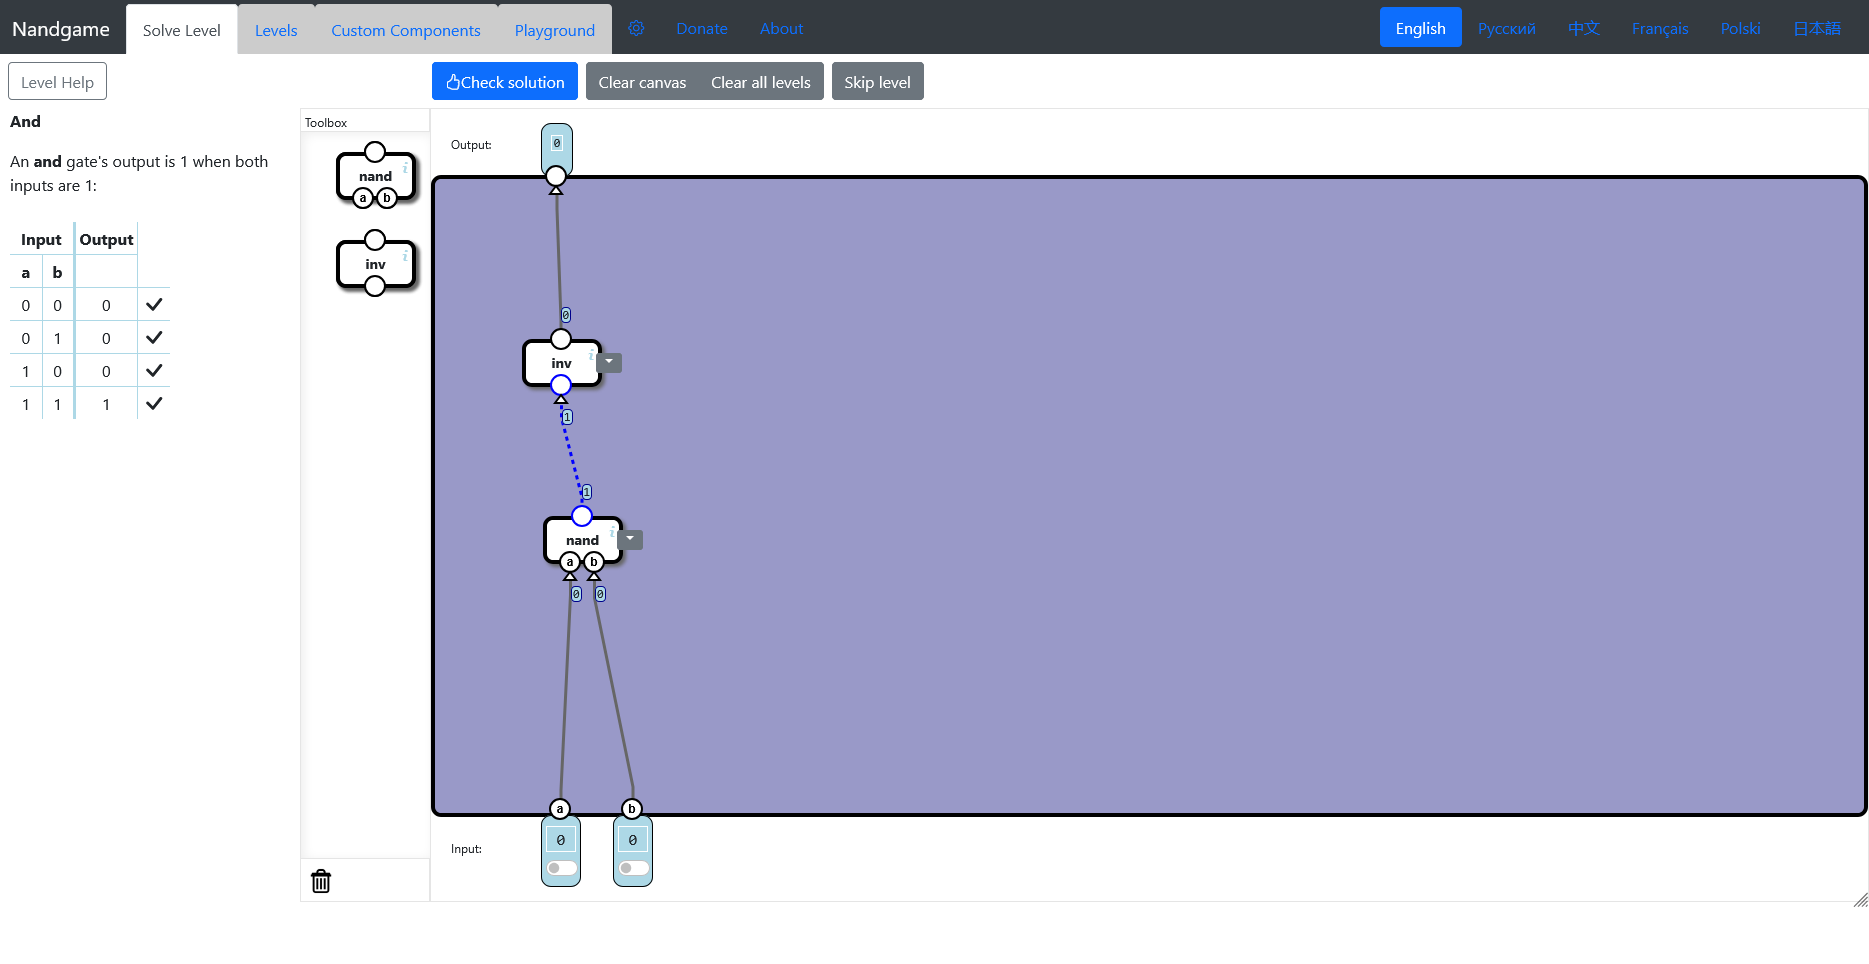 Nandgame
Solve Level
Levels
Custom Components
Playground
Donate
About
English
Русский
中文
Français
Polski
日本語
Level Help
Check solution
Clear canvas
Clear all levels
Skip level
And
An and gate's output is 1 when both
inputs are 1:
Input Output
a b
0 0 0
0 1 0
1 0 0
1 1 1
Toolbox
nand
i
a b
inv
i
Output:
0
0
inv
i
1
1
nand
i
a b
0 0
a b
Input:
0 0